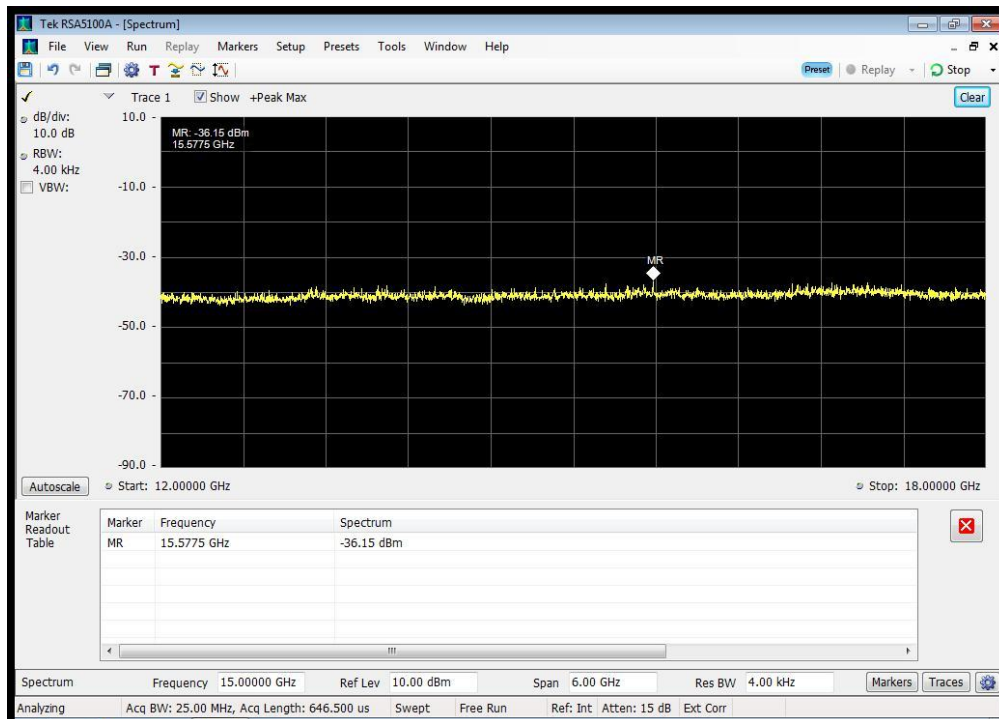 Tek RSA5100A - [Spectrum]
File View Run Replay Markers Setup Presets Tools Window Help
T Preset Replay Stop
Trace 1 Show +Peak Max Clear
dB/div:
10.0 dB
RBW:
4.00 kHz
VBW:
10.0 -
MR: -36.15 dBm
15.5775 GHz
-10.0 -
-30.0 -
MR
-50.0 -
-70.0 -
-90.0 -
Autoscale Start: 12.00000 GHz Stop: 18.00000 GHz
Marker
Readout
Table
Marker Frequency Spectrum
MR 15.5775 GHz -36.15 dBm
Spectrum Frequency 15.00000 GHz Ref Lev 10.00 dBm Span 6.00 GHz Res BW 4.00 kHz Markers Traces
Analyzing Acq BW: 25.00 MHz, Acq Length: 646.500 us Swept Free Run Ref: Int Atten: 15 dB Ext Corr